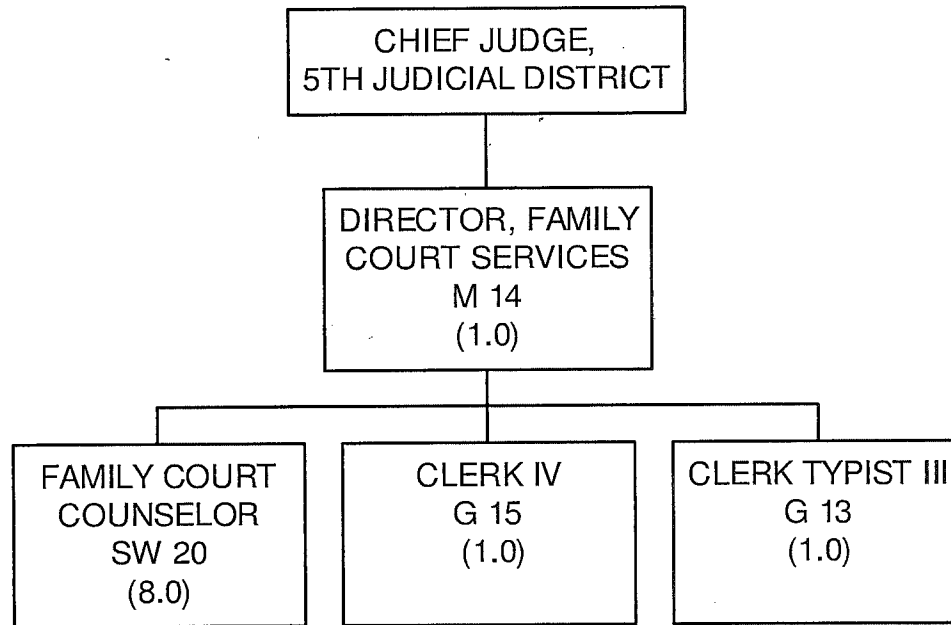 CHIEF JUDGE,
5TH JUDICIAL DISTRICT
DIRECTOR, FAMILY
COURT SERVICES
M 14
(1.0)
FAMILY COURT
COUNSELOR
SW 20
(8.0)
CLERK IV
G 15
(1.0)
CLERK TYPIST III
G 13
(1.0)